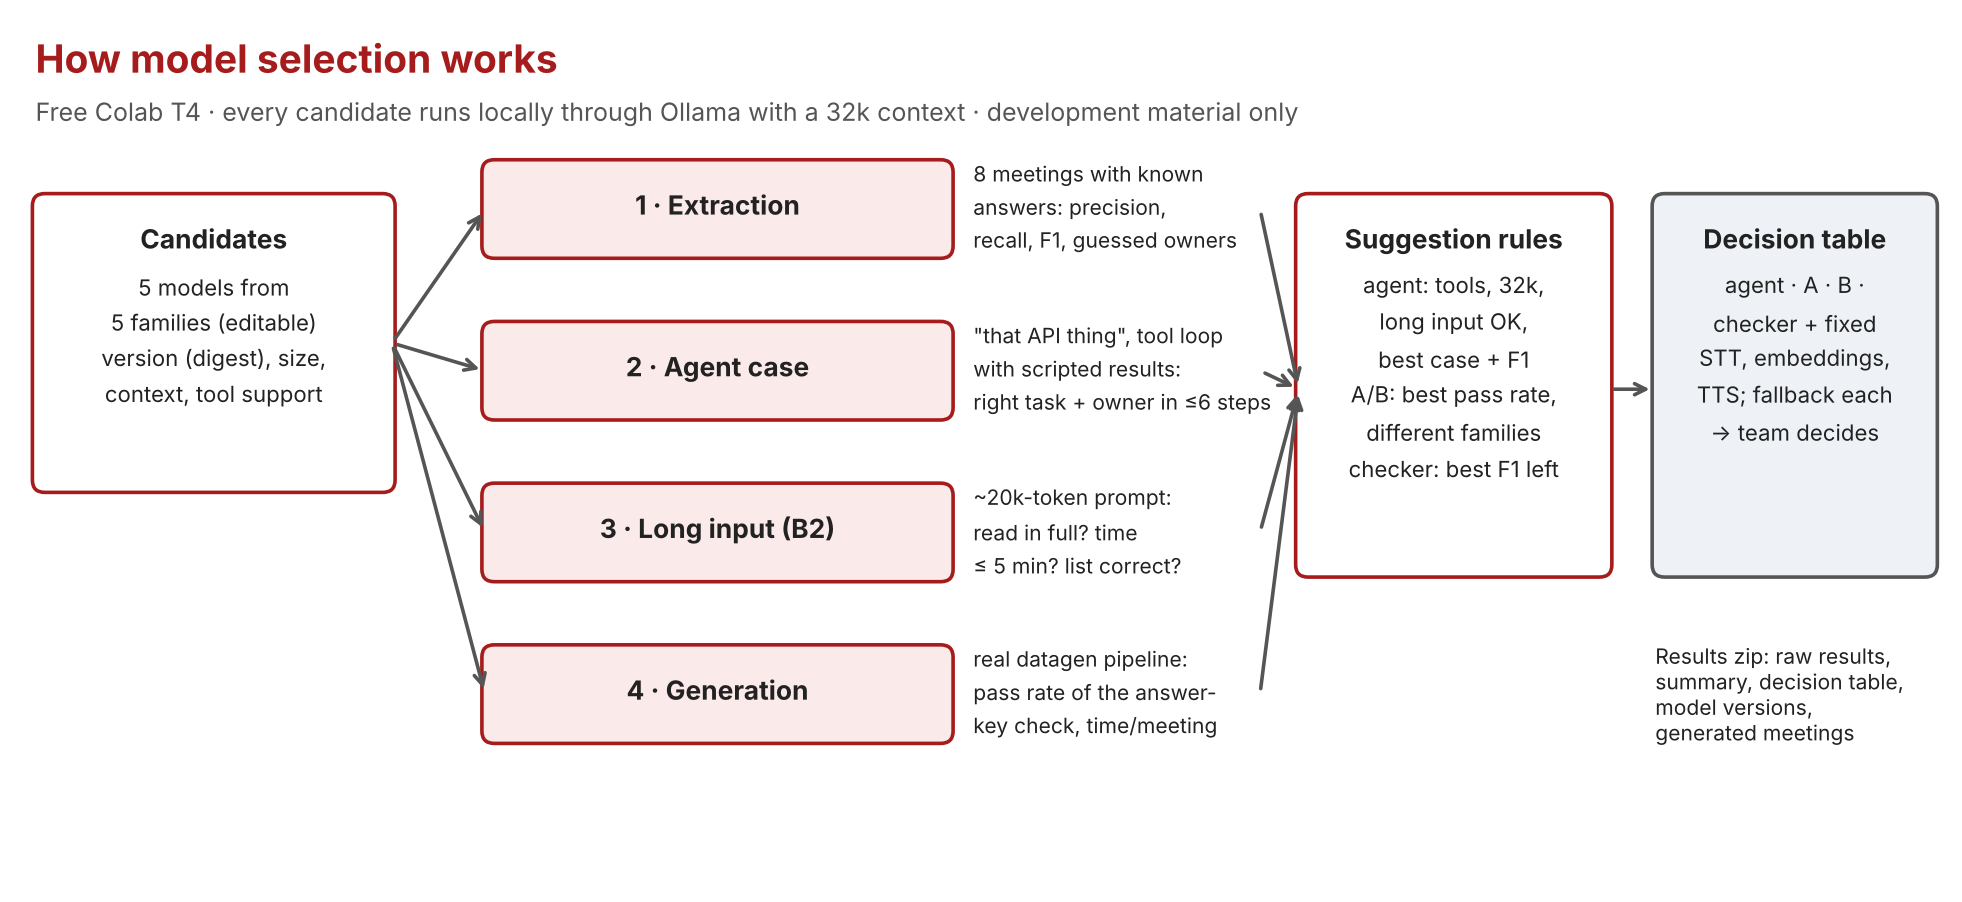 How model selection works
Free Colab T4 · every candidate runs locally through Ollama with a 32k context · development material only
Candidates
5 models from
5 families (editable)
version (digest), size,
context, tool support
1 · Extraction
8 meetings with known
answers: precision,
recall, F1, guessed owners
2 · Agent case
"that API thing", tool loop
with scripted results:
right task + owner in ≤6 steps
3 · Long input (B2)
~20k-token prompt:
read in full? time
≤ 5 min? list correct?
4 · Generation
real datagen pipeline:
pass rate of the answer-
key check, time/meeting
Suggestion rules
agent: tools, 32k,
long input OK,
best case + F1
A/B: best pass rate,
different families
checker: best F1 left
Decision table
agent · A · B ·
checker + fixed
STT, embeddings,
TTS; fallback each
→ team decides
Results zip: raw results,
summary, decision table,
model versions,
generated meetings